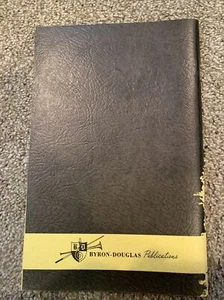 B D
BYRON-DOUGLAS Publications